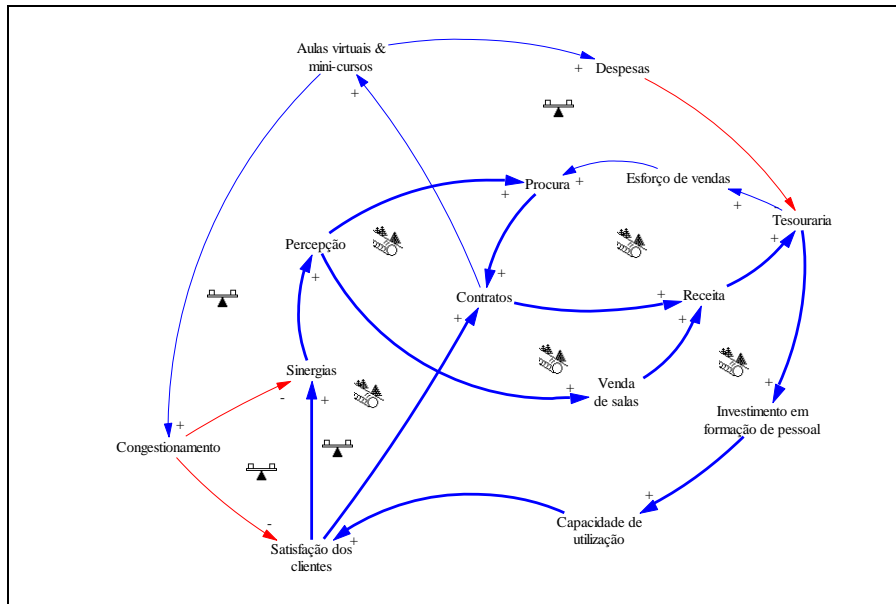 Aulas virtuais &
mini-cursos
+
Despesas
+
Procura
+
+
Esforço de vendas
+
-
Tesouraria
+
Percepção
+
+
Contratos
+
+
Receita
+
Sinergias
-
+
+
Venda
de salas
+
Investimento em
formação de pessoal
+
Congestionamento
+
Capacidade de
utilização
-
+
Satisfação dos
clientes